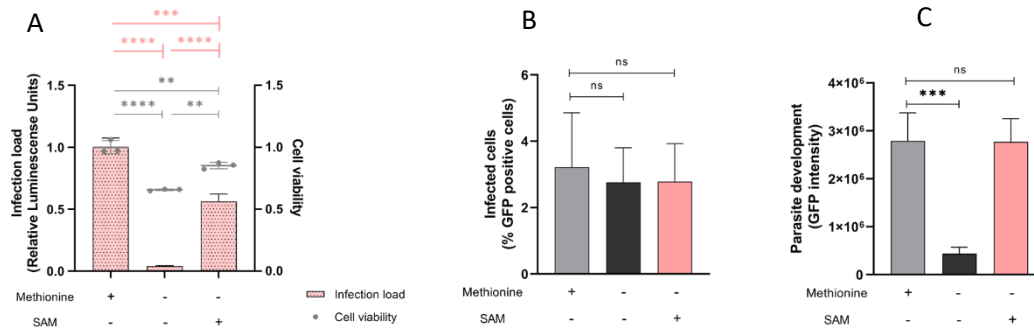 A
***
**** ****
**
**** **
Infection load
(Relative Luminescense Units)
1.5
1.0
0.5
0.0
1.5
1.0
0.5
0.0
Cell viability
Methionine + - -
SAM - - +
Infection load
Cell viability
B
ns
ns
Infected cells
(% GFP positive cells)
6
4
2
0
Methionine + - -
SAM - - +
C
ns
***
Parasite development
(GFP intensity)
4×10⁶
3×10⁶
2×10⁶
1×10⁶
0
Methionine + - -
SAM - - +